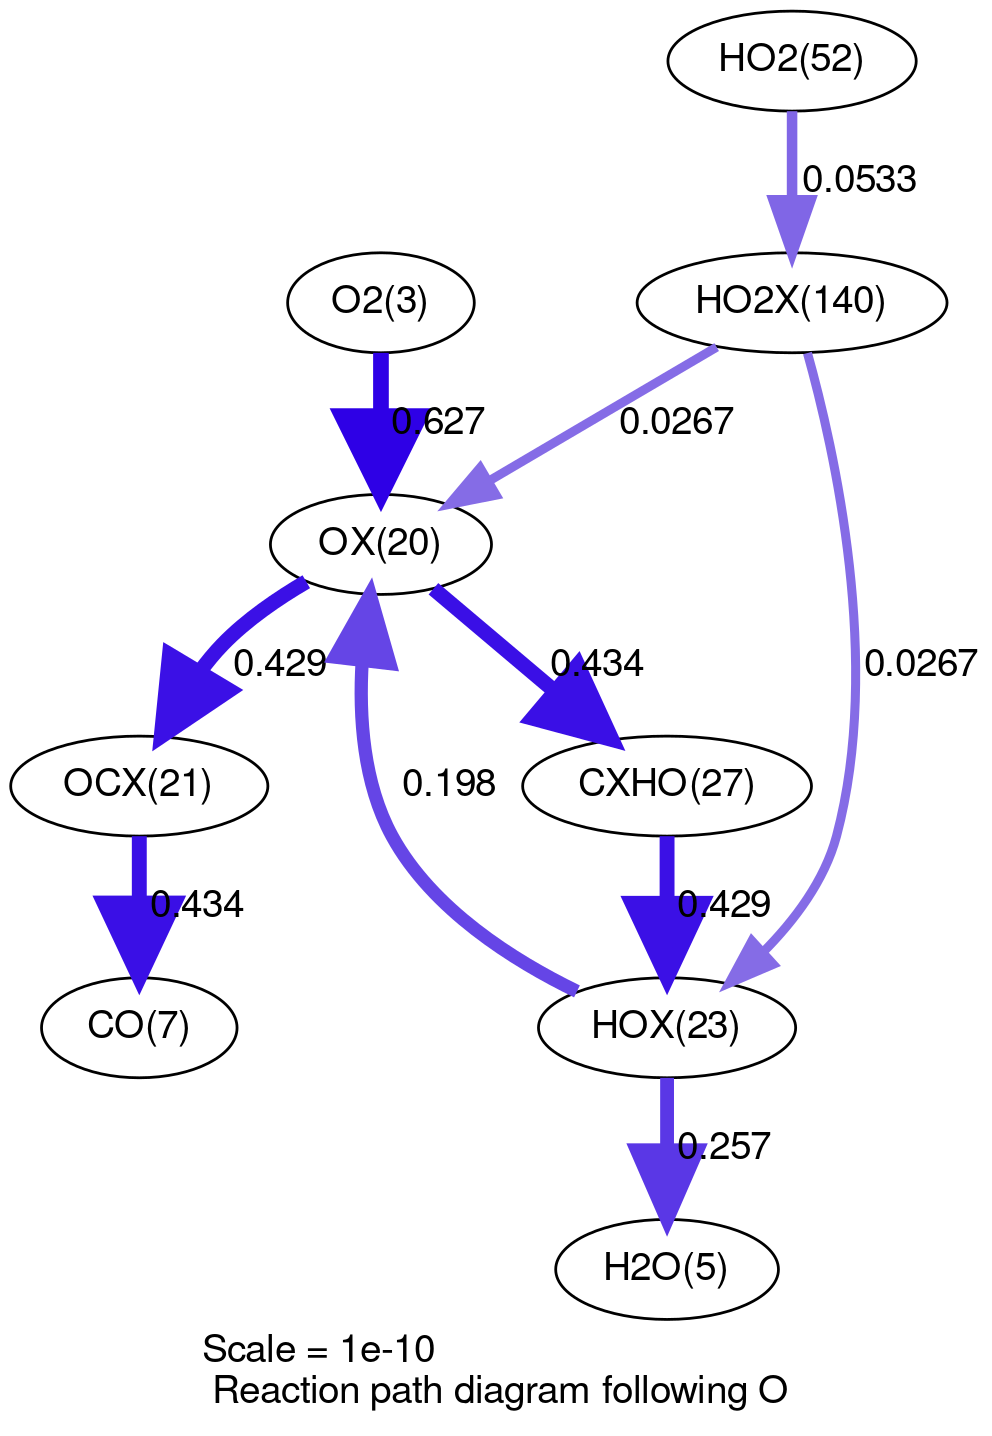 HO2(52)
0.0533
O2(3)
HO2X(140)
0.627
0.0267
OX(20)
0.429
0.434
0.0267
OCX(21)
0.198
CXHO(27)
0.434
0.429
CO(7)
HOX(23)
0.257
H2O(5)
Scale = 1e-10
Reaction path diagram following O